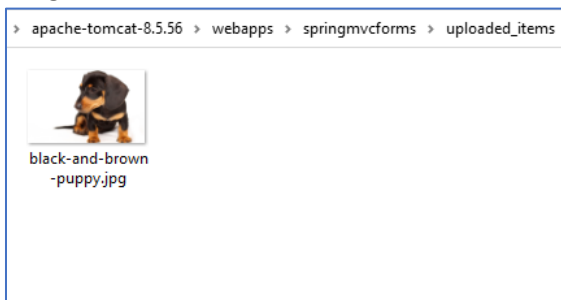 > apache-tomcat-8.5.56 > webapps > springmvcforms > uploaded_items
black-and-brown
-puppy.jpg